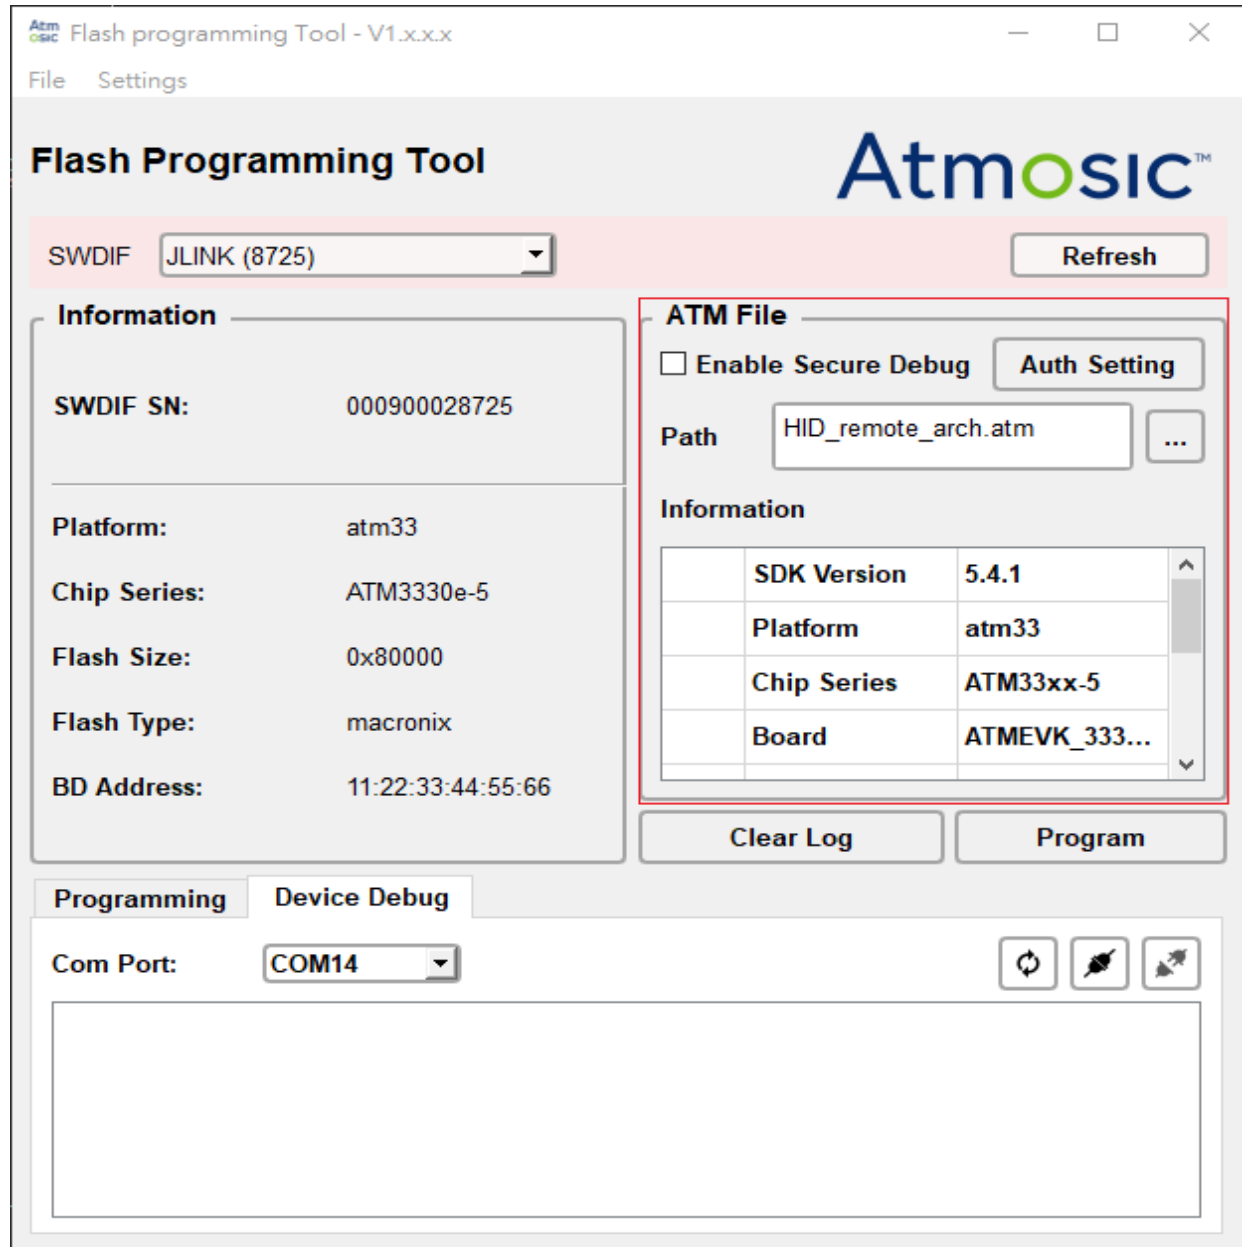 Atmosic Flash programming Tool - V1.x.x.x
File Settings
Flash Programming Tool
Atmosic™
SWDIF JLINK (8725) Refresh
Information
SWDIF SN: 000900028725
Platform: atm33
Chip Series: ATM3330e-5
Flash Size: 0x80000
Flash Type: macronix
BD Address: 11:22:33:44:55:66
ATM File
Enable Secure Debug Auth Setting
Path HID_remote_arch.atm ...
Information
SDK Version 5.4.1
Platform atm33
Chip Series ATM33xx-5
Board ATMEVK_333...
Clear Log Program
Programming Device Debug
Com Port: COM14